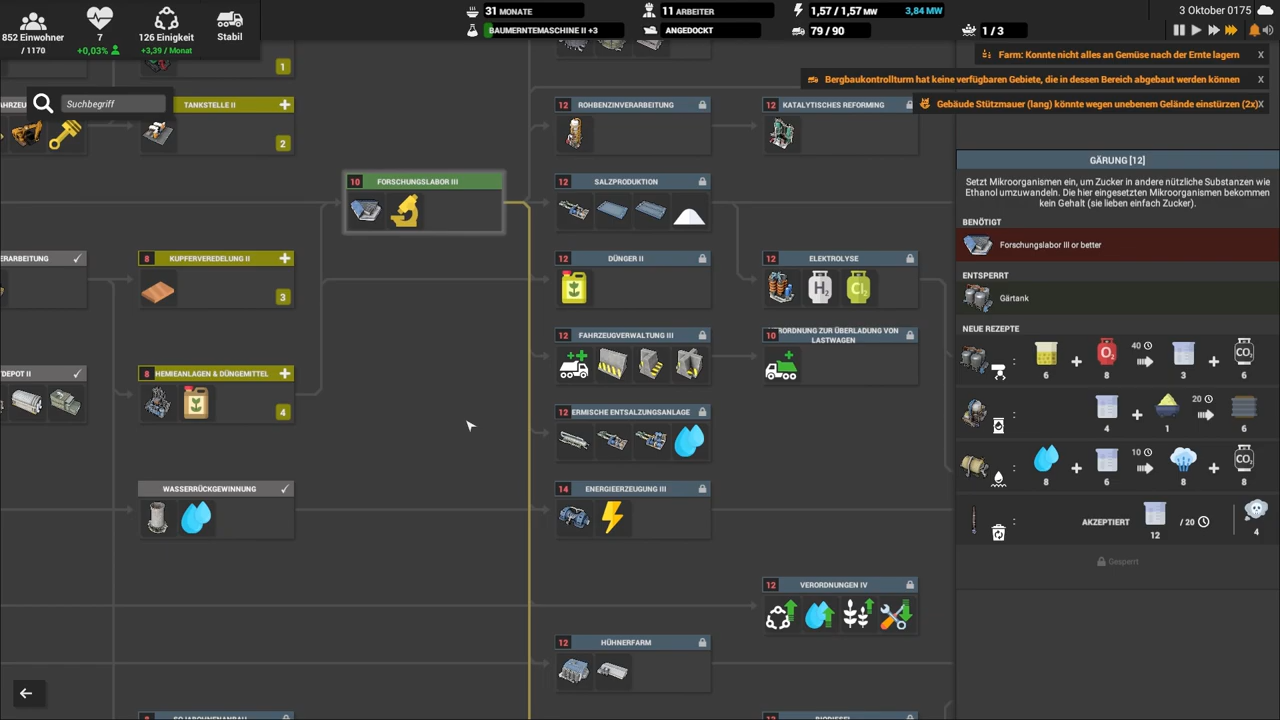 852 Einwohner
/ 1170
7
+0,03%
126 Einigkeit
+3,39 / Monat
Stabil
31 MONATE
11 ARBEITER
1,57 / 1,57 MW
3,84 MW
BAUMERNTEMASCHINE II +3
ANGEDOCKT
79 / 90
1 / 3
3 Oktober 0175
Farm: Konnte nicht alles an Gemüse nach der Ernte lagern X
Bergbaukontrollturm hat keine verfügbaren Gebiete, die in dessen Bereich abgebaut werden können X
Gebäude Stützmauer (lang) könnte wegen unebenem Gelände einstürzen (2x)X
Suchbegriff
1
TANKSTELLE II
2
12 ROHBENZINVERARBEITUNG
12 KATALYTISCHES REFORMING
10 FORSCHUNGSLABOR III
12 SALZPRODUKTION
ERARBEITUNG
8 KUPFERVEREDELUNG II
3
12 DÜNGER II
12 ELEKTROLYSE
H2
Cl2
12 FAHRZEUGVERWALTUNG III
10 RORDNUNG ZUR ÜBERLADUNG VON
LASTWAGEN
DEPOT II
8 HEMIEANLAGEN & DÜNGEMITTEL
4
12 ERMISCHE ENTSALZUNGSANLAGE
WASSERRÜCKGEWINNUNG
14 ENERGIEERZEUGUNG III
12 VERORDNUNGEN IV
12 HÜHNERFARM
GÄRUNG [12]
Setzt Mikroorganismen ein, um Zucker in andere nützliche Substanzen wie
Ethanol umzuwandeln. Die hier eingesetzten Mikroorganismen bekommen
kein Gehalt (sie lieben einfach Zucker).
BENÖTIGT
Forschungslabor III or better
ENTSPERRT
Gärtank
NEUE REZEPTE
: 6 + O2 8 40 3 + CO2 6
: 4 + 1 20 6
: 8 + 6 10 8 + CO2 8
: AKZEPTIERT 12 / 20 4
Gesperrt